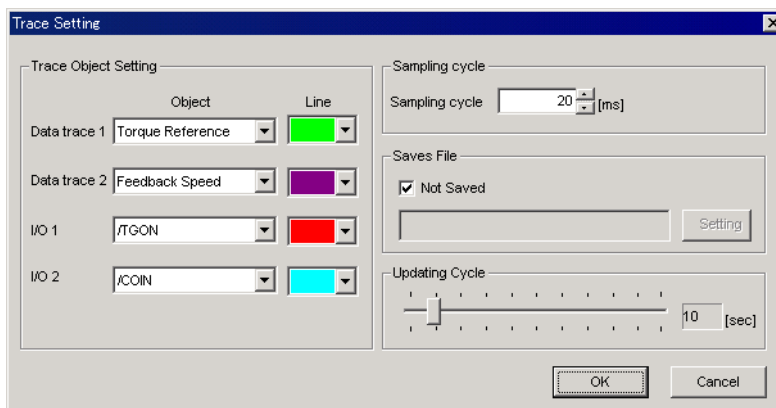 Trace Setting
Trace Object Setting
Object Line
Data trace 1 Torque Reference
Data trace 2 Feedback Speed
I/O 1 /TGON
I/O 2 /COIN
Sampling cycle
Sampling cycle 20 [ms]
Saves File
Not Saved
Setting
Updating Cycle
10 [sec]
OK Cancel